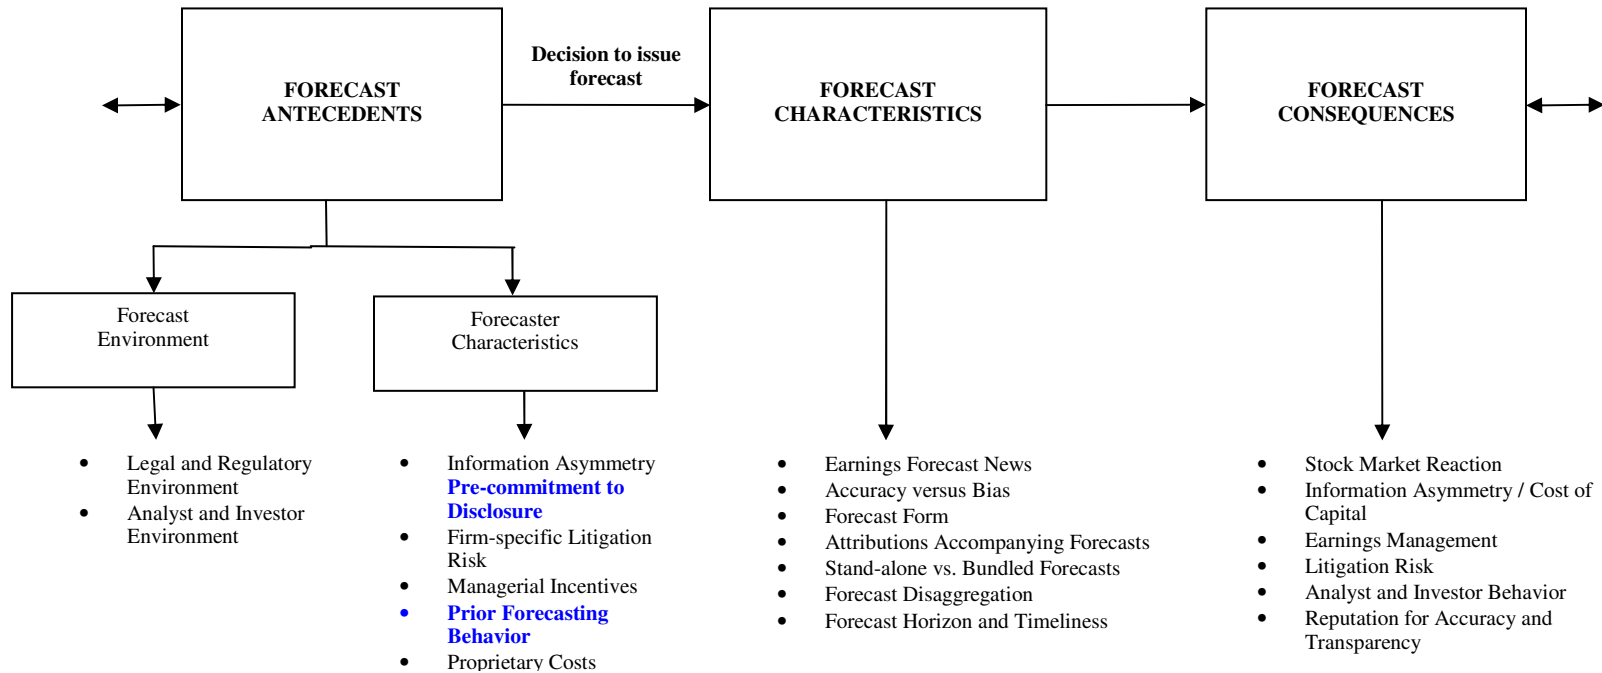 Decision to issue
forecast
FORECAST
ANTECEDENTS
FORECAST
CHARACTERISTICS
FORECAST
CONSEQUENCES
Forecast
Environment
Forecaster
Characteristics
• Legal and Regulatory
Environment
• Analyst and Investor
Environment
• Information Asymmetry
Pre-commitment to
Disclosure
• Firm-specific Litigation
Risk
• Managerial Incentives
• Prior Forecasting
Behavior
• Proprietary Costs
• Earnings Forecast News
• Accuracy versus Bias
• Forecast Form
• Attributions Accompanying Forecasts
• Stand-alone vs. Bundled Forecasts
• Forecast Disaggregation
• Forecast Horizon and Timeliness
• Stock Market Reaction
• Information Asymmetry / Cost of
Capital
• Earnings Management
• Litigation Risk
• Analyst and Investor Behavior
• Reputation for Accuracy and
Transparency